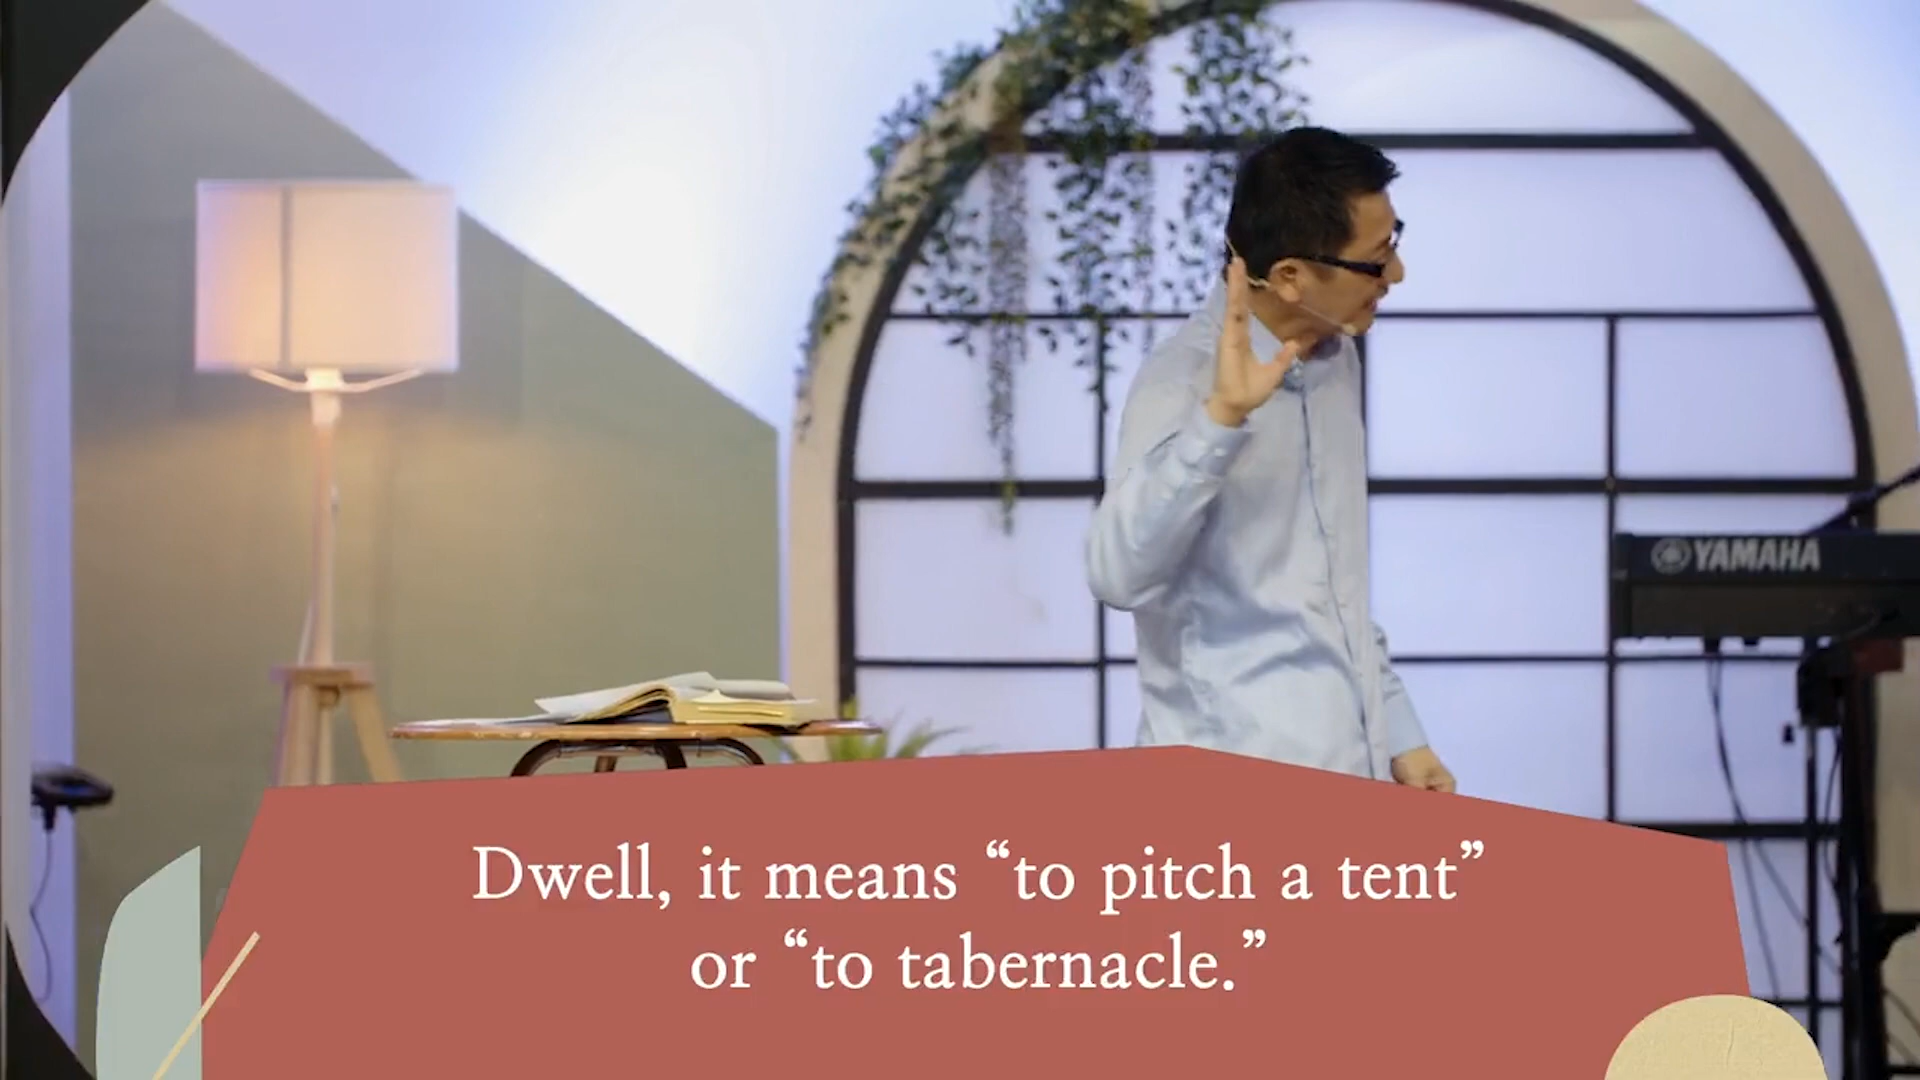 YAMAHA
Dwell, it means “to pitch a tent”
or “to tabernacle.”